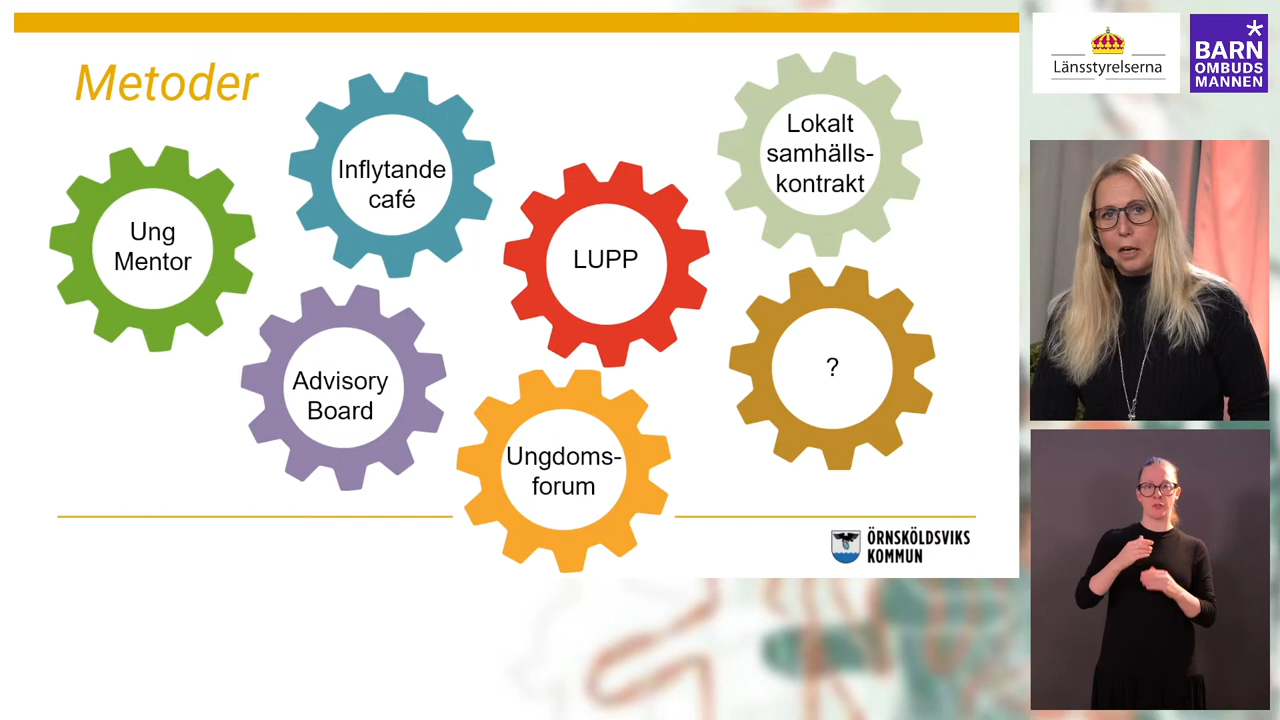 Metoder
Ung
Mentor
Inflytande
café
Advisory
Board
LUPP
Ungdoms-
forum
Lokalt
samhälls-
kontrakt
?
ÖRNSKÖLDSVIKS
KOMMUN
Länsstyrelserna
BARN
OMBUDS
MANNEN